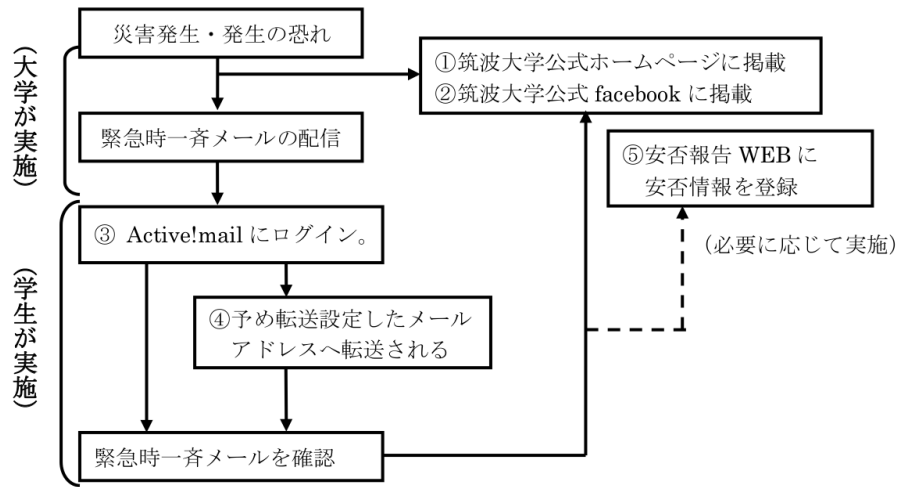 災害発生・発生の恐れ
①筑波大学公式ホームページに掲載
②筑波大学公式 facebook に掲載
(大学が実施)
緊急時一斉メールの配信
⑤安否報告 WEB に
安否情報を登録
③ Active!mail にログイン。
(必要に応じて実施)
(学生が実施)
④予め転送設定したメール
アドレスへ転送される
緊急時一斉メールを確認